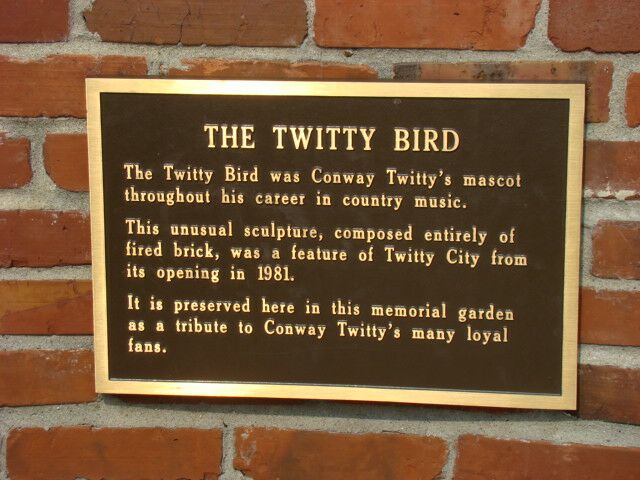 THE TWITTY BIRD
The Twitty Bird was Conway Twitty's mascot
throughout his career in country music.
This unusual sculpture, composed entirely of
fired brick, was a feature of Twitty City from
its opening in 1981.
It is preserved here in this memorial garden
as a tribute to Conway Twitty's many loyal
fans.